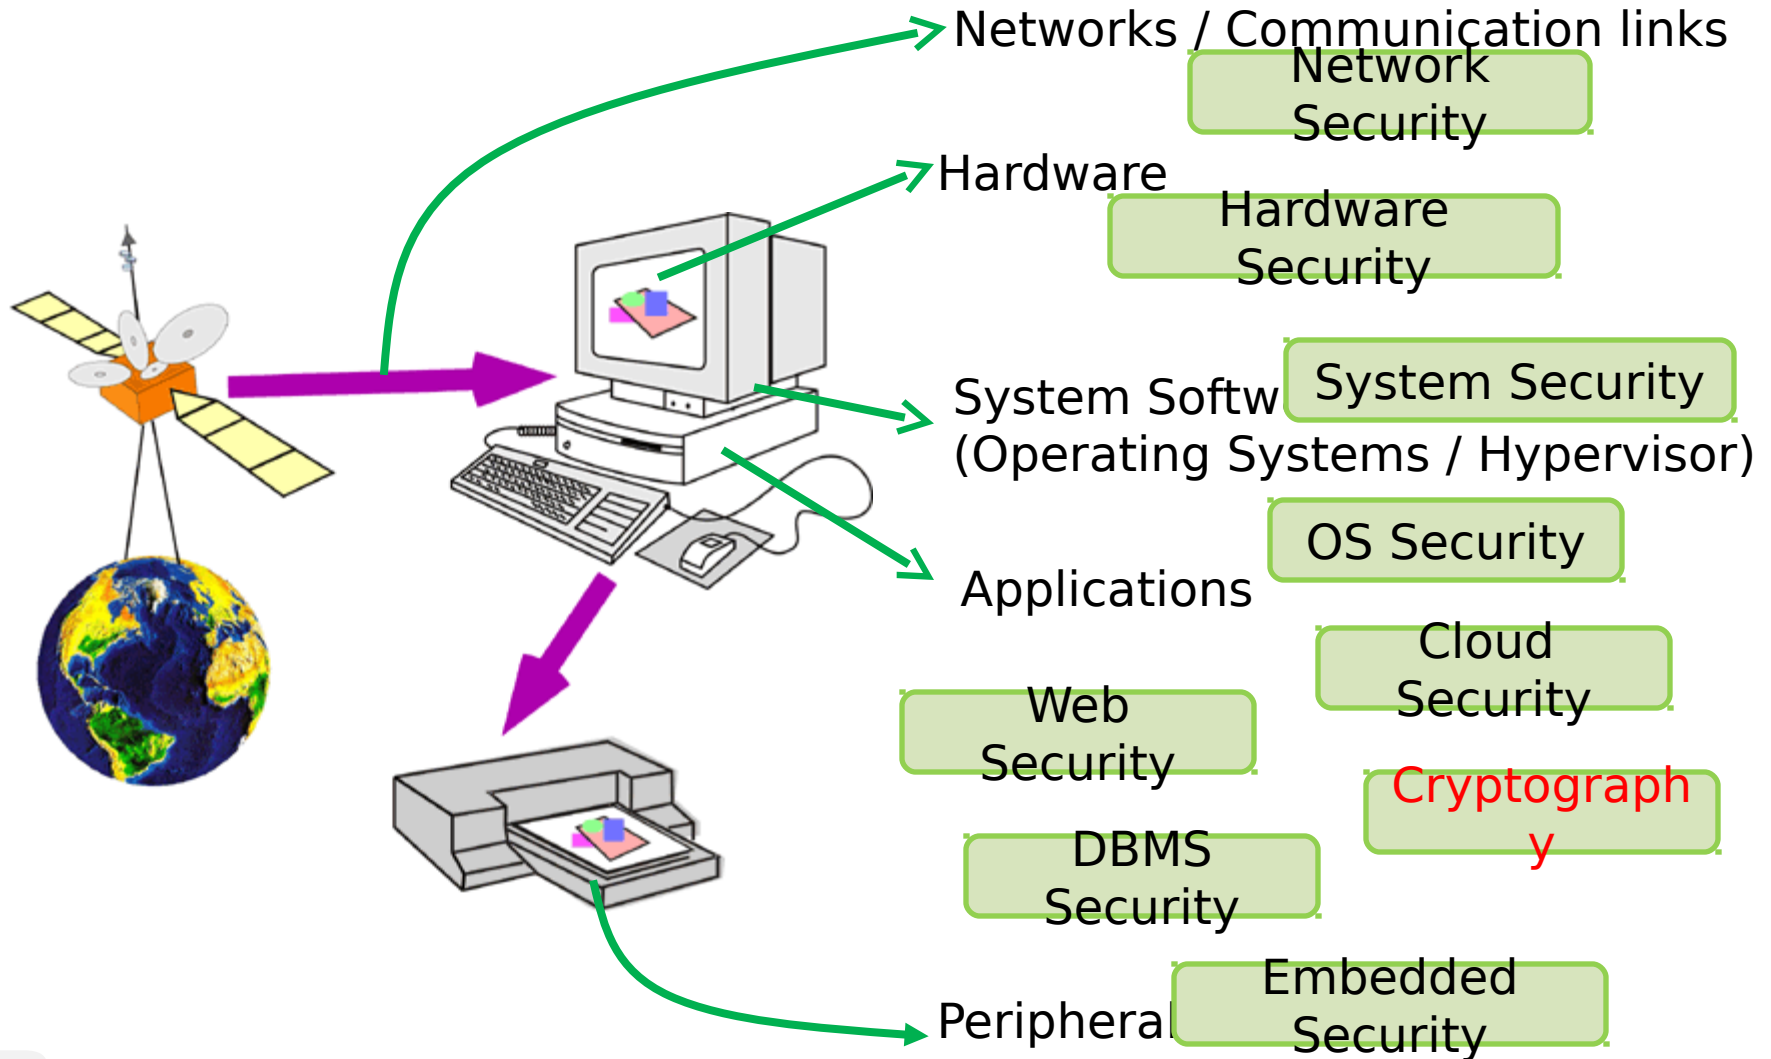 Networks / Communication links
Network
Security
Hardware
Hardware
Security
System Softw
System Security
(Operating Systems / Hypervisor)
OS Security
Applications
Cloud
Security
Web
Security
Cryptograph
y
DBMS
Security
Peripheral
Embedded
Security